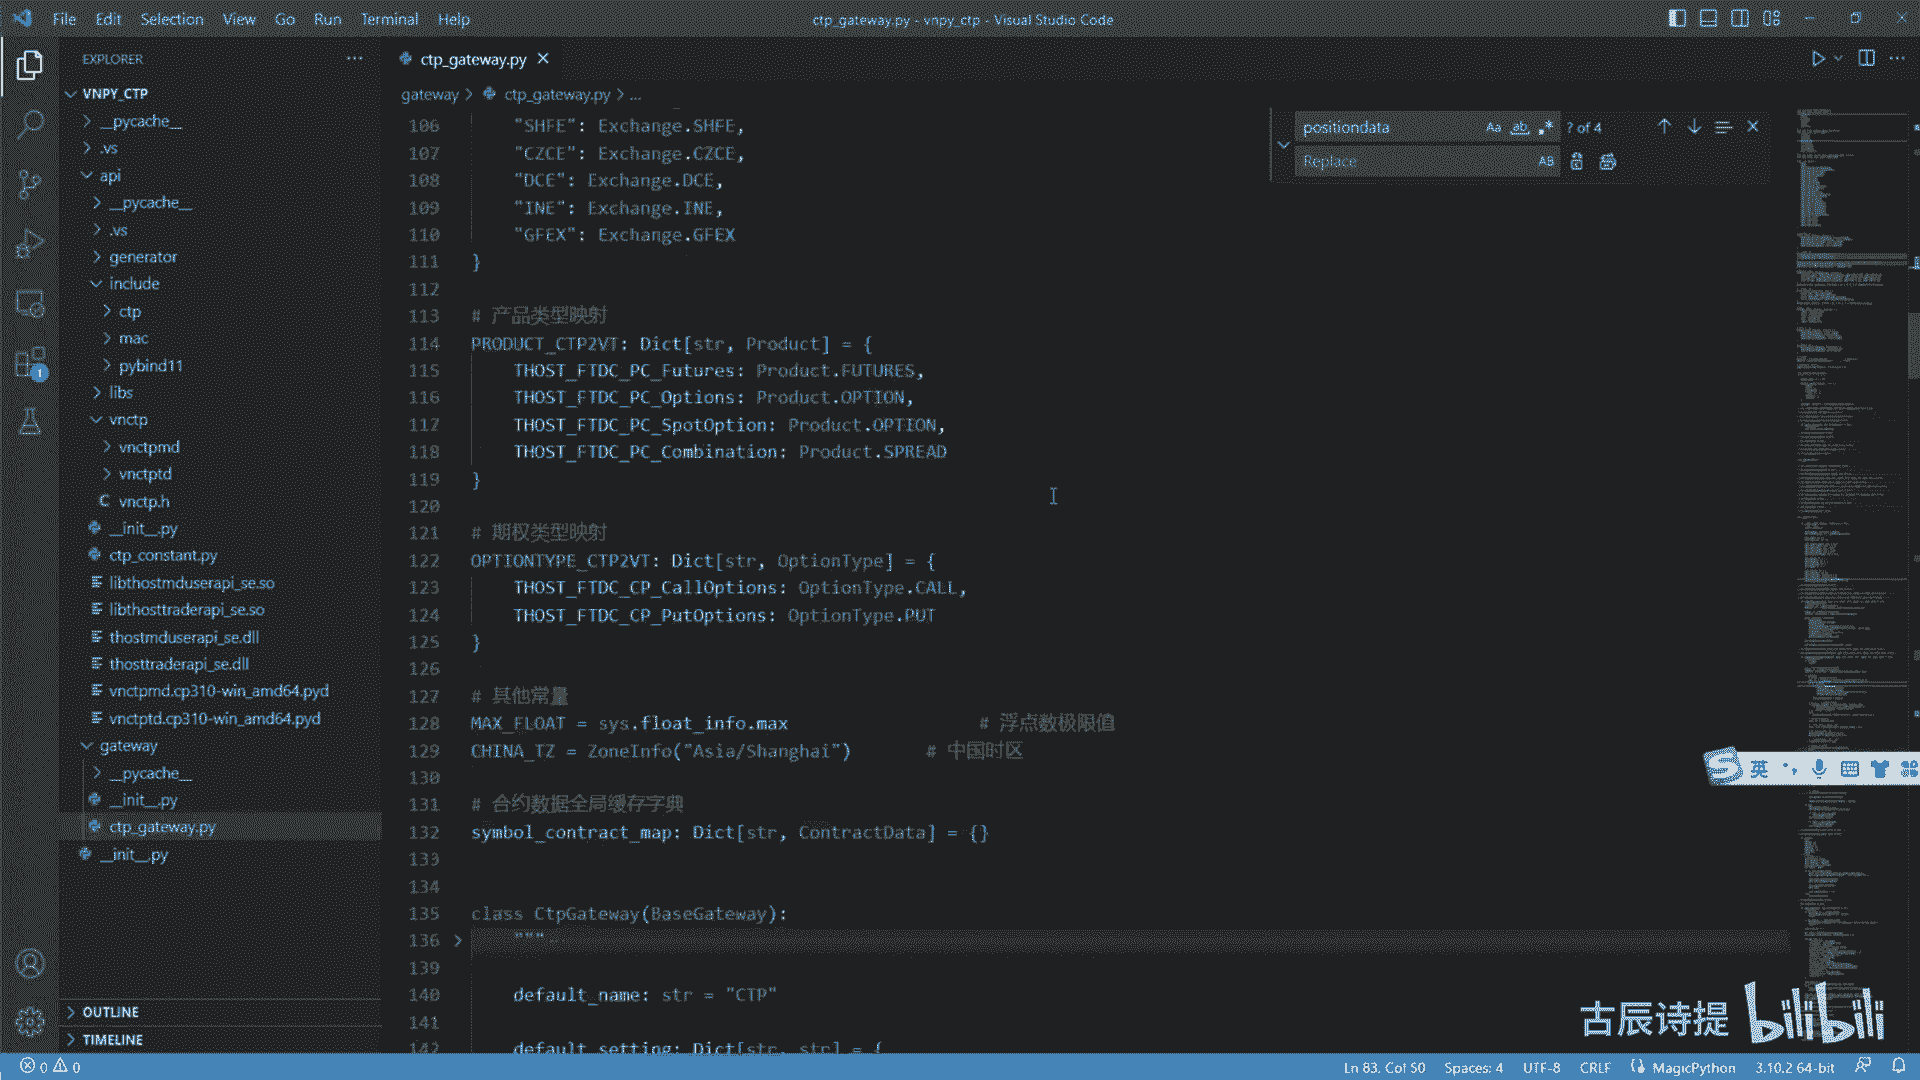 File Edit Selection View Go Run Terminal Help
ctp_gateway.py - vnpy_ctp - Visual Studio Code
EXPLORER
VNPY_CTP
__pycache__
.vs
api
__pycache__
.vs
generator
include
ctp
mac
pybind11
libs
vnctp
vnctpmd
vnctptd
C vnctp.h
__init__.py
ctp_constant.py
libthostmduserapi_se.so
libthosttraderapi_se.so
thostmduserapi_se.dll
thosttraderapi_se.dll
vnctpmd.cp310-win_amd64.pyd
vnctptd.cp310-win_amd64.pyd
gateway
__pycache__
__init__.py
ctp_gateway.py
__init__.py
OUTLINE
TIMELINE
1
ctp_gateway.py
gateway > ctp_gateway.py > ...
positiondata Aa ab .* ? of 4
Replace AB
106 "SHFE": Exchange.SHFE,
107 "CZCE": Exchange.CZCE,
108 "DCE": Exchange.DCE,
109 "INE": Exchange.INE,
110 "GFEX": Exchange.GFEX
111 }
112
113 # 产品类型映射
114 PRODUCT_CTP2VT: Dict[str, Product] = {
115 THOST_FTDC_PC_Futures: Product.FUTURES,
116 THOST_FTDC_PC_Options: Product.OPTION,
117 THOST_FTDC_PC_SpotOption: Product.OPTION,
118 THOST_FTDC_PC_Combination: Product.SPREAD
119 }
120
121 # 期权类型映射
122 OPTIONTYPE_CTP2VT: Dict[str, OptionType] = {
123 THOST_FTDC_CP_CallOptions: OptionType.CALL,
124 THOST_FTDC_CP_PutOptions: OptionType.PUT
125 }
126
127 # 其他常量
128 MAX_FLOAT = sys.float_info.max # 浮点数极限值
129 CHINA_TZ = ZoneInfo("Asia/Shanghai") # 中国时区
130
131 # 合约数据全局缓存字典
132 symbol_contract_map: Dict[str, ContractData] = {}
133
134
135 class CtpGateway(BaseGateway):
136 """
139
140 default_name: str = "CTP"
141
142 default_setting: Dict[str, str] = {
英
古辰诗提 bilibili
0 0
Ln 83, Col 50 Spaces: 4 UTF-8 CRLF MagicPython 3.10.2 64-bit